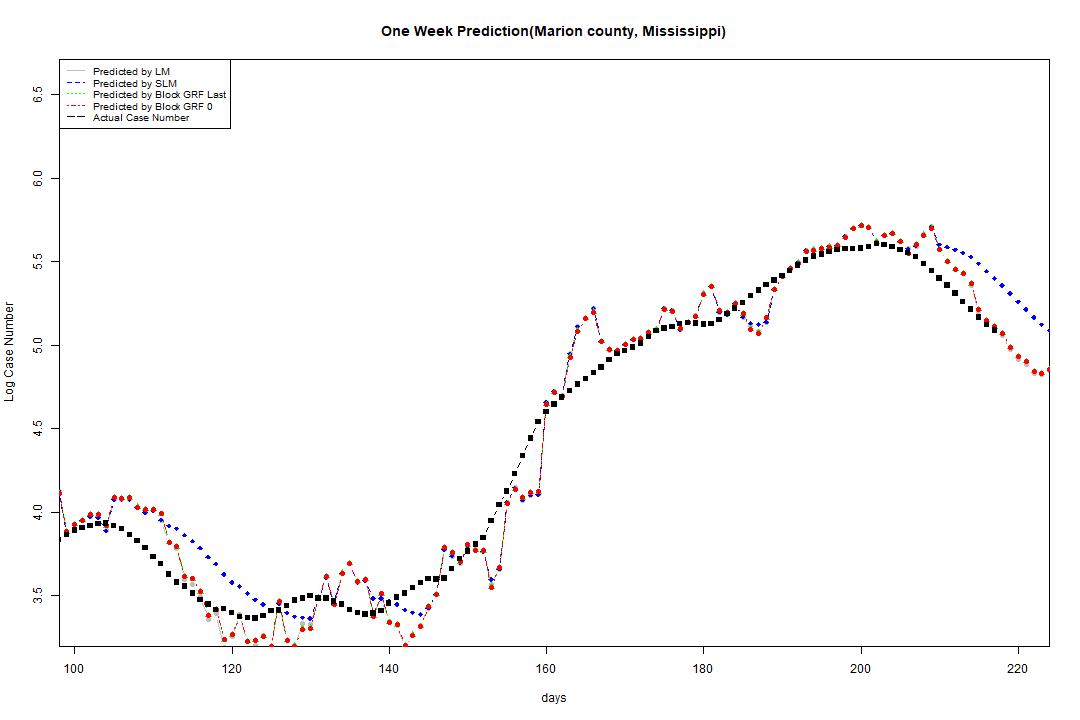 One Week Prediction(Marion county, Mississippi)
Predicted by LM
Predicted by SLM
Predicted by Block GRF Last
Predicted by Block GRF 0
Actual Case Number
6.5
6.0
5.5
5.0
4.5
4.0
3.5
Log Case Number
100 120 140 160 180 200 220
days